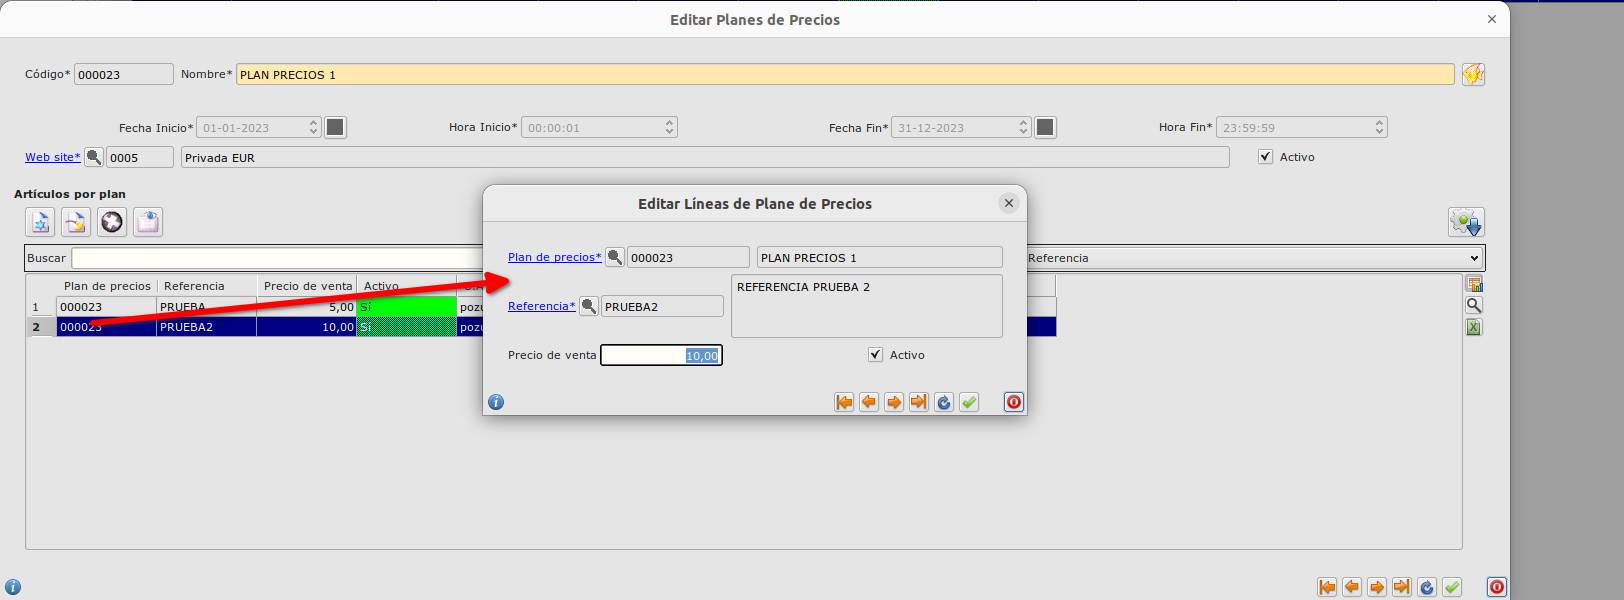 Editar Planes de Precios
Código* 000023 Nombre* PLAN PRECIOS 1
Fecha Inicio* 01-01-2023 Hora Inicio* 00:00:01 Fecha Fin* 31-12-2023 Hora Fin* 23:59:59
Web site* 0005 Privada EUR Activo
Artículos por plan
Buscar Referencia
Plan de precios Referencia Precio de venta Activo
1 000023 PRUEBA 5,00 Sí
2 000023 PRUEBA2 10,00 Sí
Editar Líneas de Plane de Precios
Plan de precios* 000023 PLAN PRECIOS 1
Referencia* PRUEBA2 REFERENCIA PRUEBA 2
Precio de venta 10,00 Activo